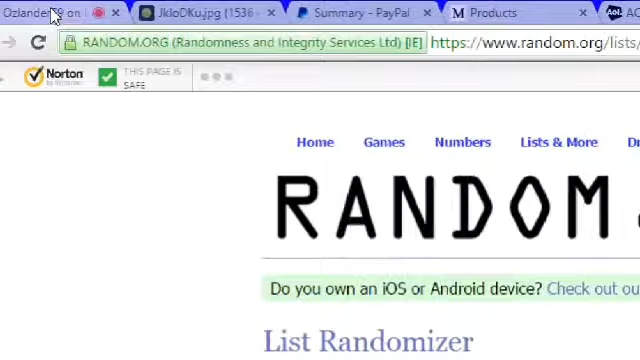 Ozlander09 on JkloDKu.jpg (1536 Summary - PayPal M Products Aol. AO
RANDOM.ORG (Randomness and Integrity Services Ltd) [IE] https://www.random.org/lists/
Norton by Symantec THIS PAGE IS
SAFE
Home Games Numbers Lists & More Dr
RANDOM
Do you own an iOS or Android device? Check out ou
List Randomizer